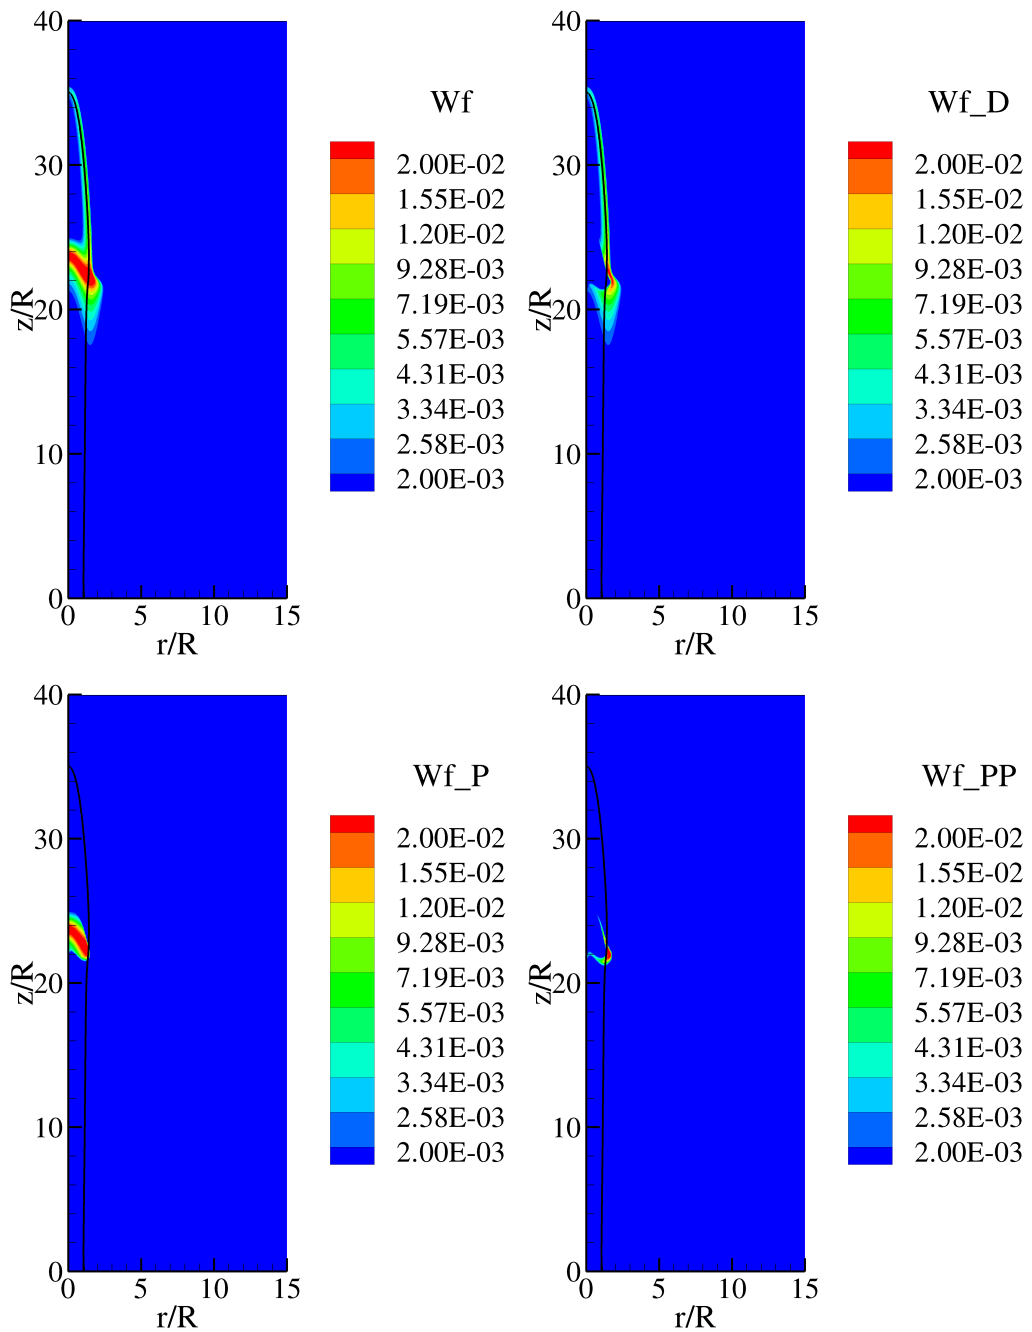 40
30
20
10
0
z/R
0
5
10
15
r/R
Wf
2.00E-02
1.55E-02
1.20E-02
9.28E-03
7.19E-03
5.57E-03
4.31E-03
3.34E-03
2.58E-03
2.00E-03
40
30
20
10
0
z/R
0
5
10
15
r/R
Wf_D
2.00E-02
1.55E-02
1.20E-02
9.28E-03
7.19E-03
5.57E-03
4.31E-03
3.34E-03
2.58E-03
2.00E-03
40
30
20
10
0
z/R
0
5
10
15
r/R
Wf_P
2.00E-02
1.55E-02
1.20E-02
9.28E-03
7.19E-03
5.57E-03
4.31E-03
3.34E-03
2.58E-03
2.00E-03
40
30
20
10
0
z/R
0
5
10
15
r/R
Wf_PP
2.00E-02
1.55E-02
1.20E-02
9.28E-03
7.19E-03
5.57E-03
4.31E-03
3.34E-03
2.58E-03
2.00E-03